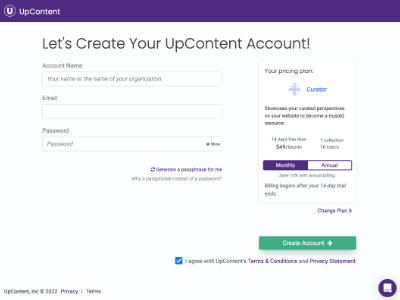 UpContent
Let's Create Your UpContent Account!
Account Name
Your name or the name of your organization.
Email
Password
Password
Show
Generate a passphrase for me
Why a passphrase instead of a password?
Your pricing plan:
Curator
Showcase your curated perspectives
on your website to become a trusted
resource.
14 days free then
$49/Month
1 collection
10 topics
Monthly
Annual
Save 15% with annual billing.
Billing begins after your 14-day trial
ends.
Change Plan
Create Account
I agree with UpContent's Terms & Conditions and Privacy Statement.
UpContent, Inc © 2022 Privacy | Terms